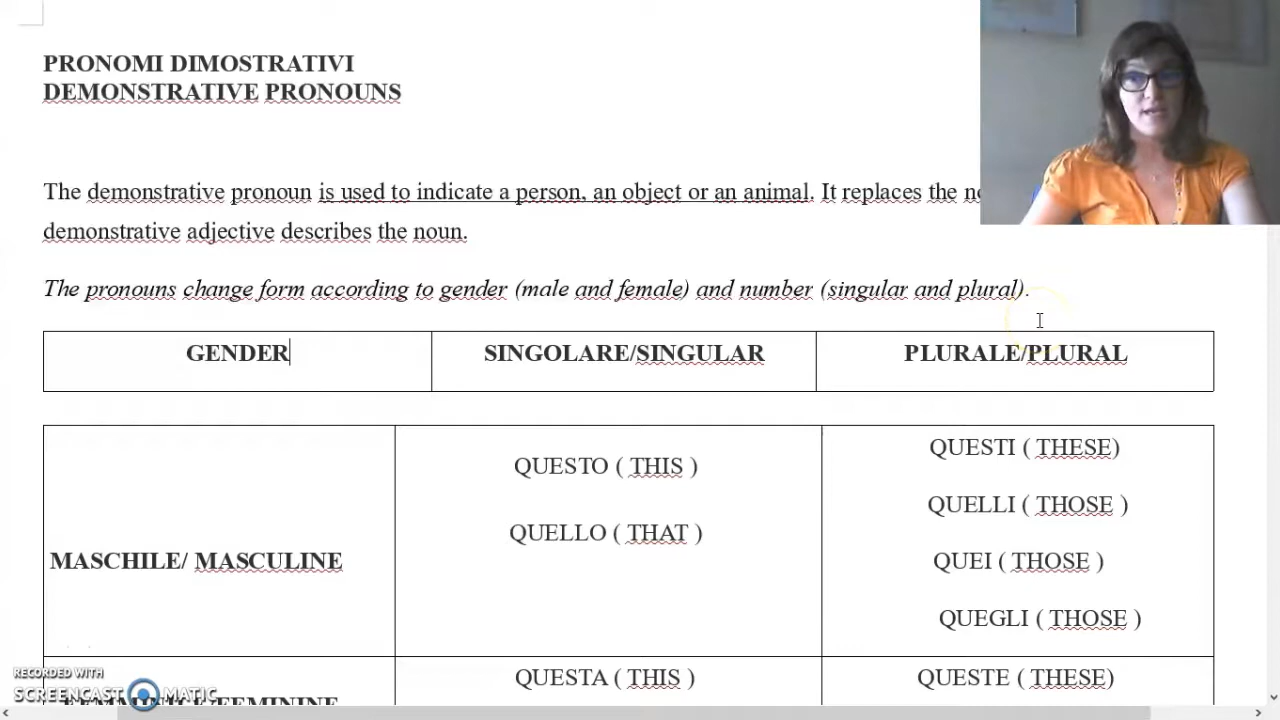 PRONOMI DIMOSTRATIVI
DEMONSTRATIVE PRONOUNS
The demonstrative pronoun is used to indicate a person, an object or an animal. It replaces the
demonstrative adjective describes the noun.
The pronouns change form according to gender (male and female) and number (singular and plural).
GENDER SINGOLARE/SINGULAR PLURALE/PLURAL
QUESTI ( THESE)
QUESTO ( THIS )
QUELLI ( THOSE )
QUELLO ( THAT )
MASCHILE/ MASCULINE
QUEI ( THOSE )
QUEGLI ( THOSE )
QUESTA ( THIS ) QUESTE ( THESE)
RECORDED WITH
SCREENCAST MATIC